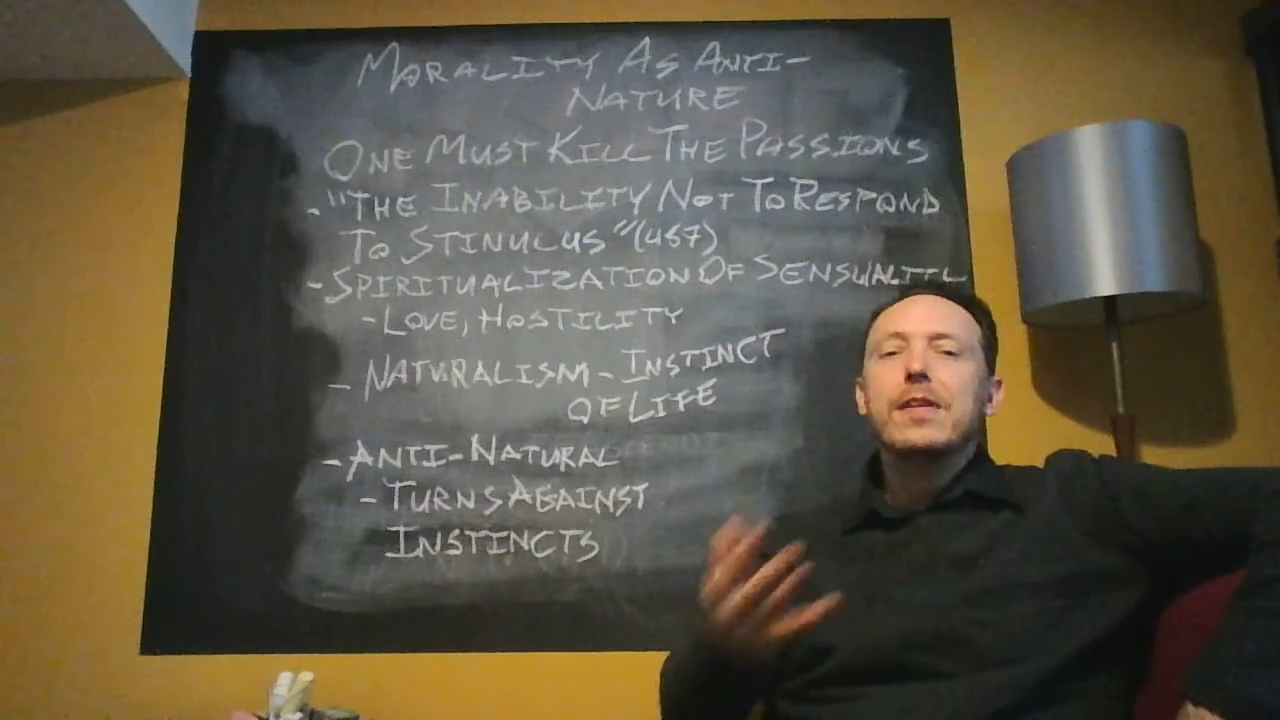 MORALITY AS ANTI-
NATURE
ONE MUST KILL THE PASSIONS
- "THE INABILITY NOT TO RESPOND
TO STINULUS" (487)
- SPIRITUALIZATION OF SENSUALITY
- LOVE, HOSTILITY
- NATURALISM - INSTINCT
OF LIFE
- ANTI-NATURAL
- TURNS AGAINST
INSTINCTS